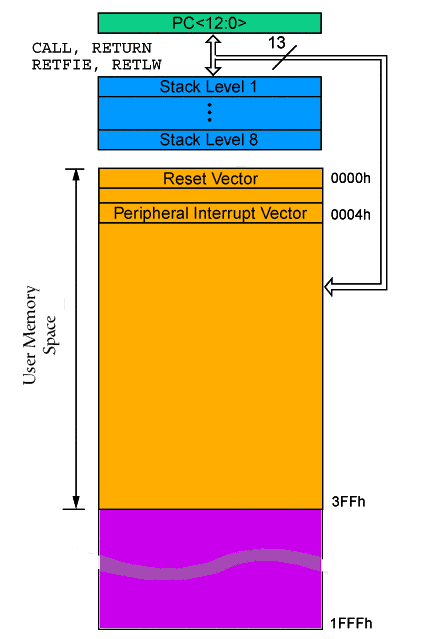 PC<12:0>
CALL, RETURN
RETFIE, RETLW
13
Stack Level 1
Stack Level 8
Reset Vector
0000h
Peripheral Interrupt Vector
0004h
User Memory
Space
3FFh
1FFFh